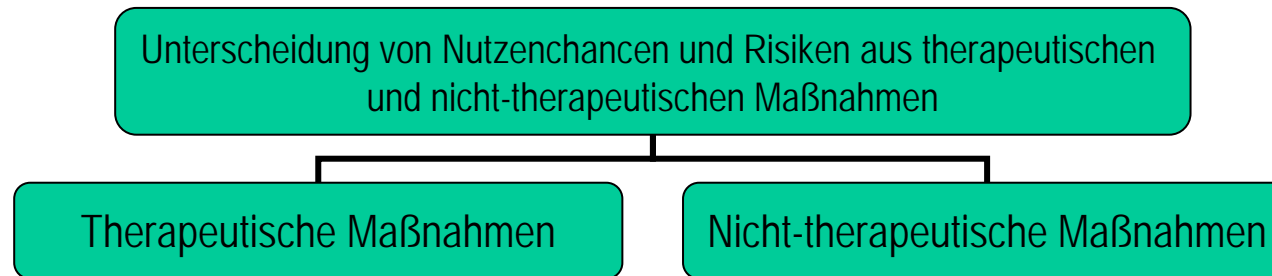 Unterscheidung von Nutzenchancen und Risiken aus therapeutischen
und nicht-therapeutischen Maßnahmen
Therapeutische Maßnahmen
Nicht-therapeutische Maßnahmen